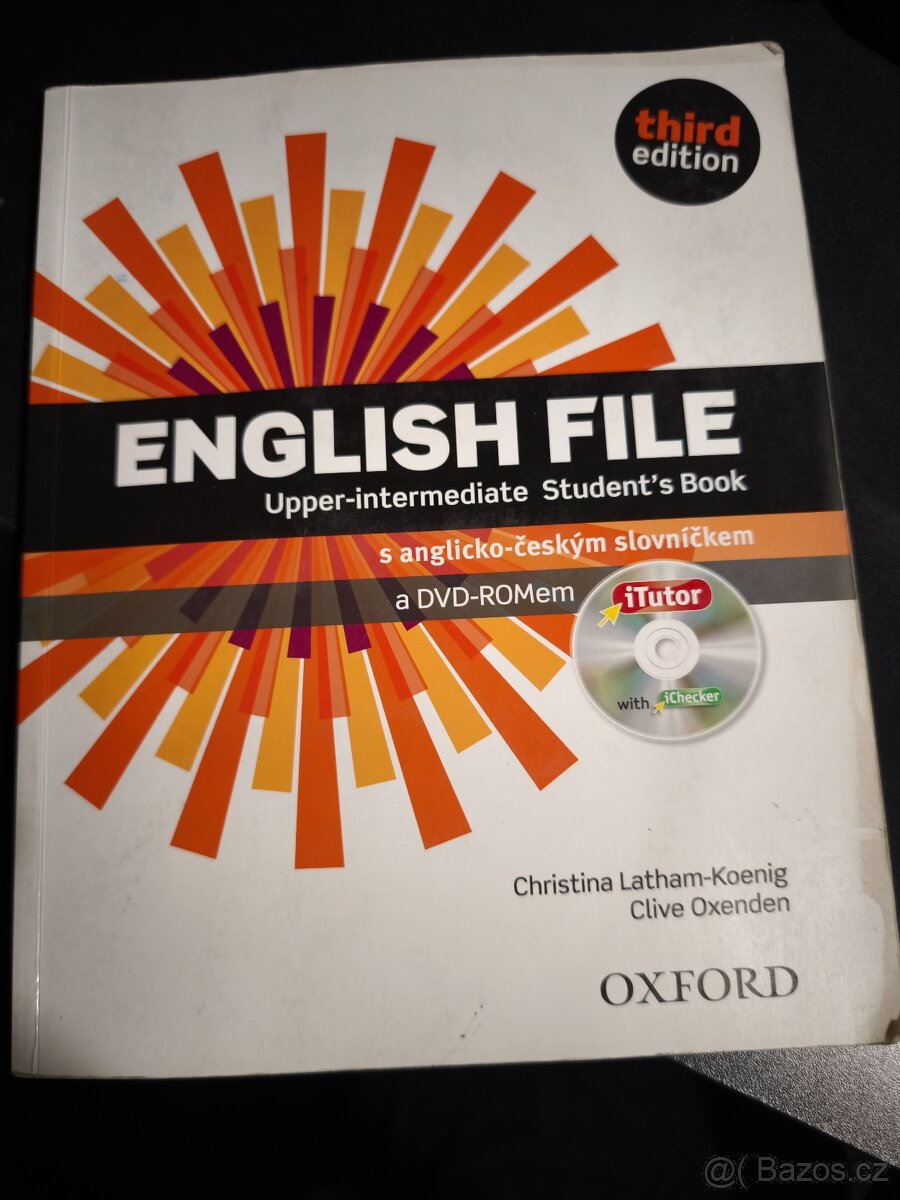 third
edition
ENGLISH FILE
Upper-intermediate Student's Book
s anglicko-českým slovníčkem
a DVD-ROMem
iTutor
with iChecker
Christina Latham-Koenig
Clive Oxenden
OXFORD
@( Bazos.cz